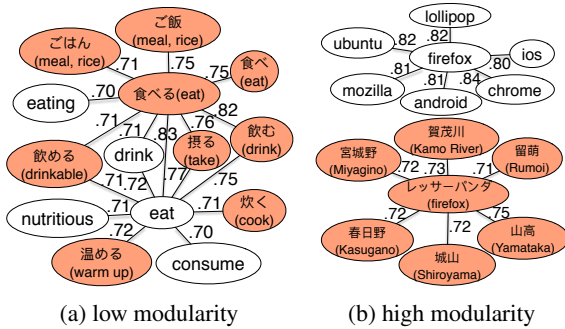 ごはん
(meal, rice)
ご飯
(meal, rice)
食べ
(eat)
.71
.75
.75
eating
.70
食べる(eat)
.82
.71
.71
.83
.76
飲める
(drinkable)
drink
摂る
(take)
飲む
(drink)
.71
.72
.77
.75
nutritious
.71
eat
.71
炊く
(cook)
.72
.70
温める
(warm up)
consume
(a) low modularity
lollipop
ubuntu
.82
.82
firefox
ios
.80
mozilla
.81
.81
.84
chrome
android
賀茂川
(Kamo River)
宮城野
(Miyagino)
留萌
(Rumoi)
.72
.73
.71
レッサーパンダ
(firefox)
.72
.75
春日野
(Kasugano)
.72
山高
(Yamataka)
城山
(Shiroyama)
(b) high modularity